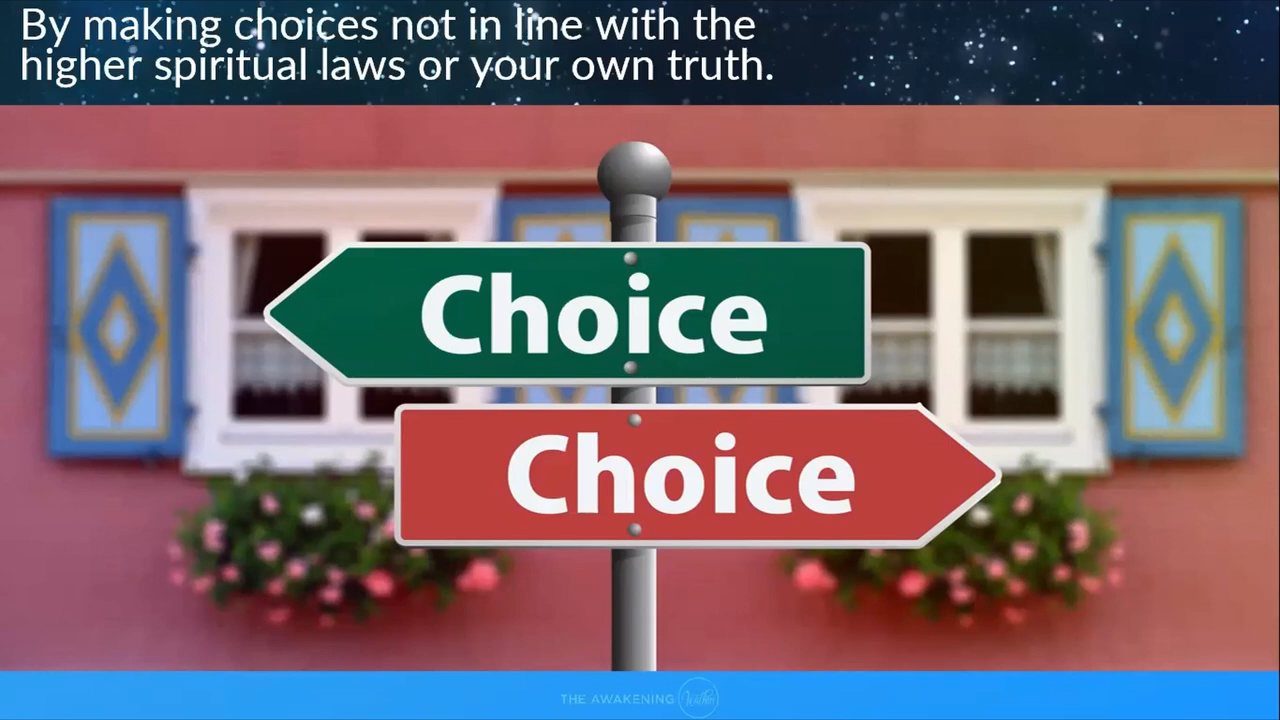 By making choices not in line with the
higher spiritual laws or your own truth.
Choice
Choice
THE AWAKENING